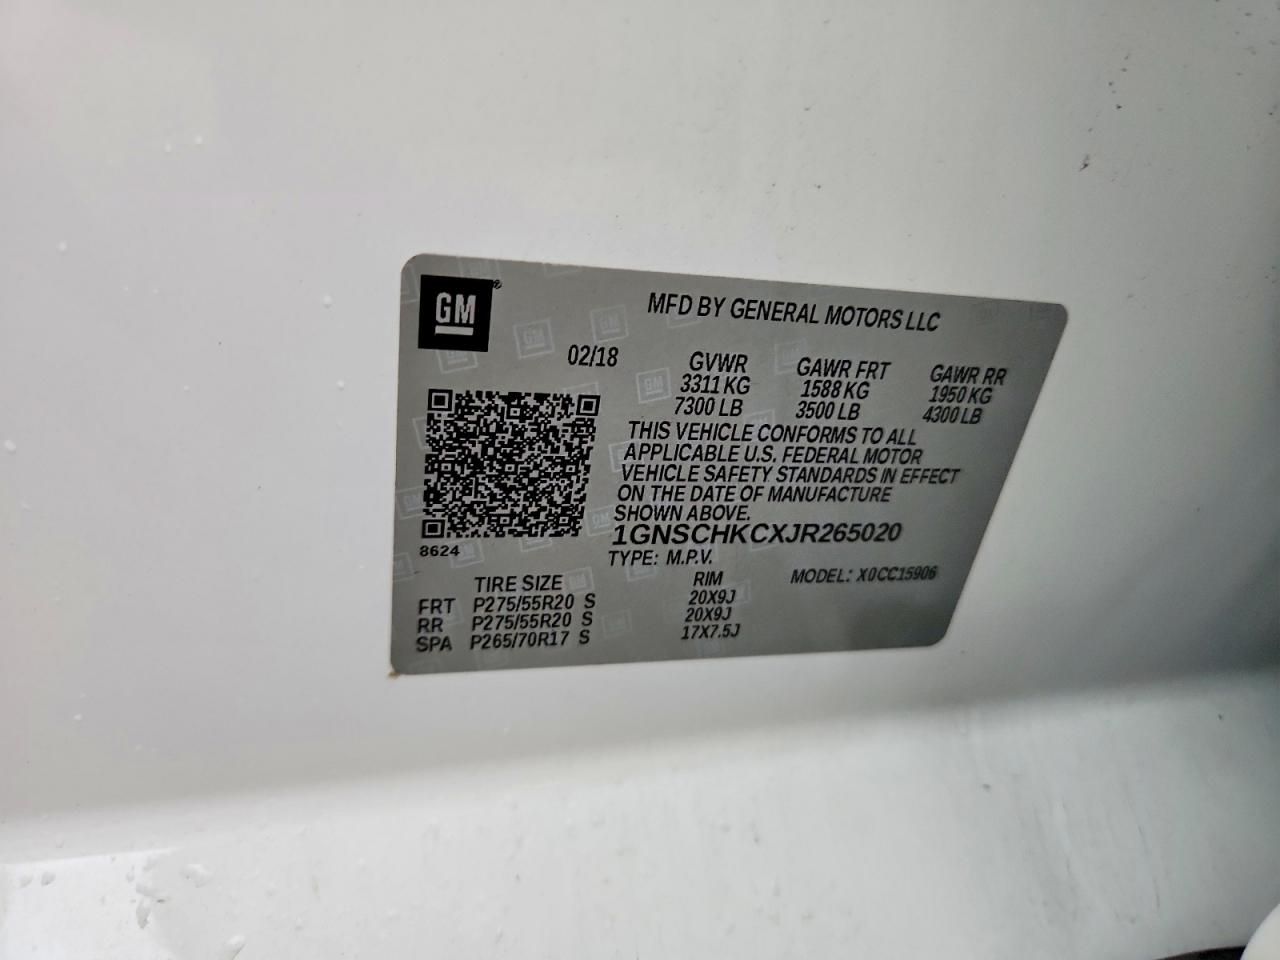 GM®
MFD BY GENERAL MOTORS LLC
02/18 GVWR GAWR FRT GAWR RR
3311 KG 1588 KG 1950 KG
7300 LB 3500 LB 4300 LB
THIS VEHICLE CONFORMS TO ALL
APPLICABLE U.S. FEDERAL MOTOR
VEHICLE SAFETY STANDARDS IN EFFECT
ON THE DATE OF MANUFACTURE
SHOWN ABOVE.
1GNSCHKCXJR265020
8624
TYPE: M.P.V. MODEL: X0CC15906
TIRE SIZE RIM
FRT P275/55R20 S 20X9J
RR P275/55R20 S 20X9J
SPA P265/70R17 S 17X7.5J